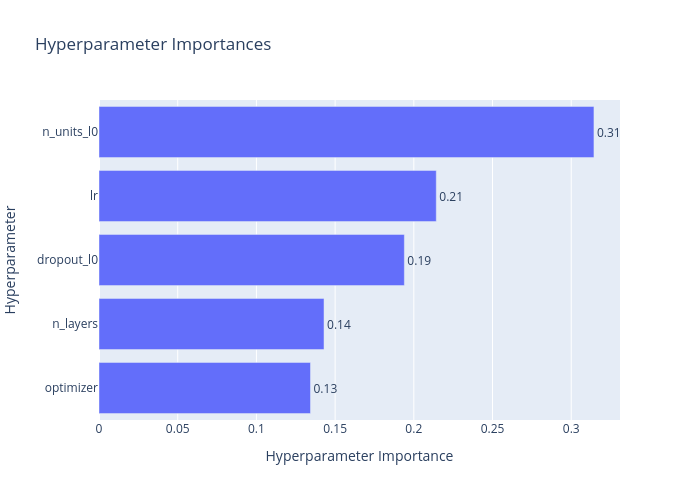 Hyperparameter Importances
Hyperparameter
n_units_l0
0.31
lr
0.21
dropout_l0
0.19
n_layers
0.14
optimizer
0.13
0 0.05 0.1 0.15 0.2 0.25 0.3
Hyperparameter Importance